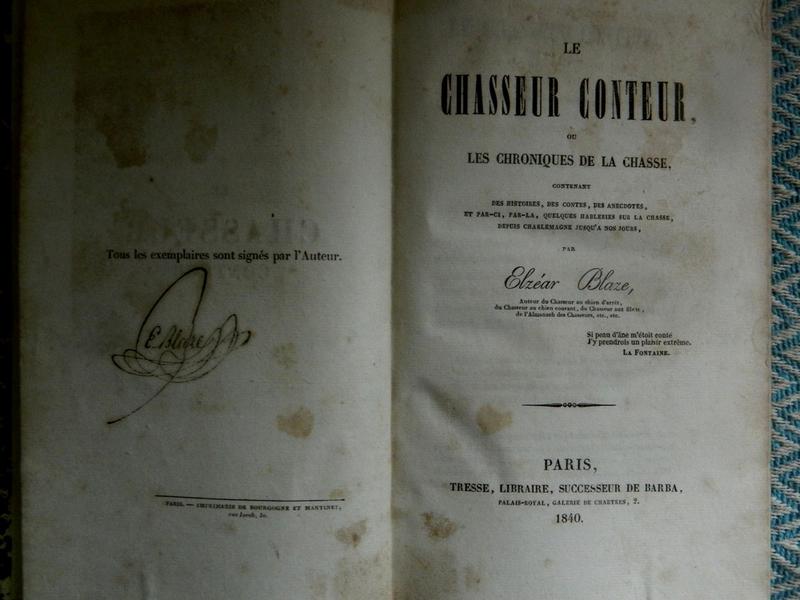 Tous les exemplaires sont signés par l'Auteur.
E. Blaze
PARIS. — IMPRIMERIE DE BOURGOGNE ET MARTINET,
rue Jacob, 30.
LE
CHASSEUR CONTEUR,
OU
LES CHRONIQUES DE LA CHASSE,
CONTENANT
DES HISTOIRES, DES CONTES, DES ANECDOTES,
ET PAR-CI, PAR-LA, QUELQUES HABLERIES SUR LA CHASSE,
DEPUIS CHARLEMAGNE JUSQU'A NOS JOURS,
PAR
Elzéar Blaze,
Auteur du Chasseur au chien d'arrêt,
du Chasseur au chien courant, du Chasseur aux filets,
de l'Almanach des Chasseurs, etc., etc.
Si peau d'âne m'étoit conté
J'y prendrois un plaisir extrême.
LA FONTAINE.
PARIS,
TRESSE, LIBRAIRE, SUCCESSEUR DE BARBA,
PALAIS-ROYAL, GALERIE DE CHARTRES, 2.
1840.